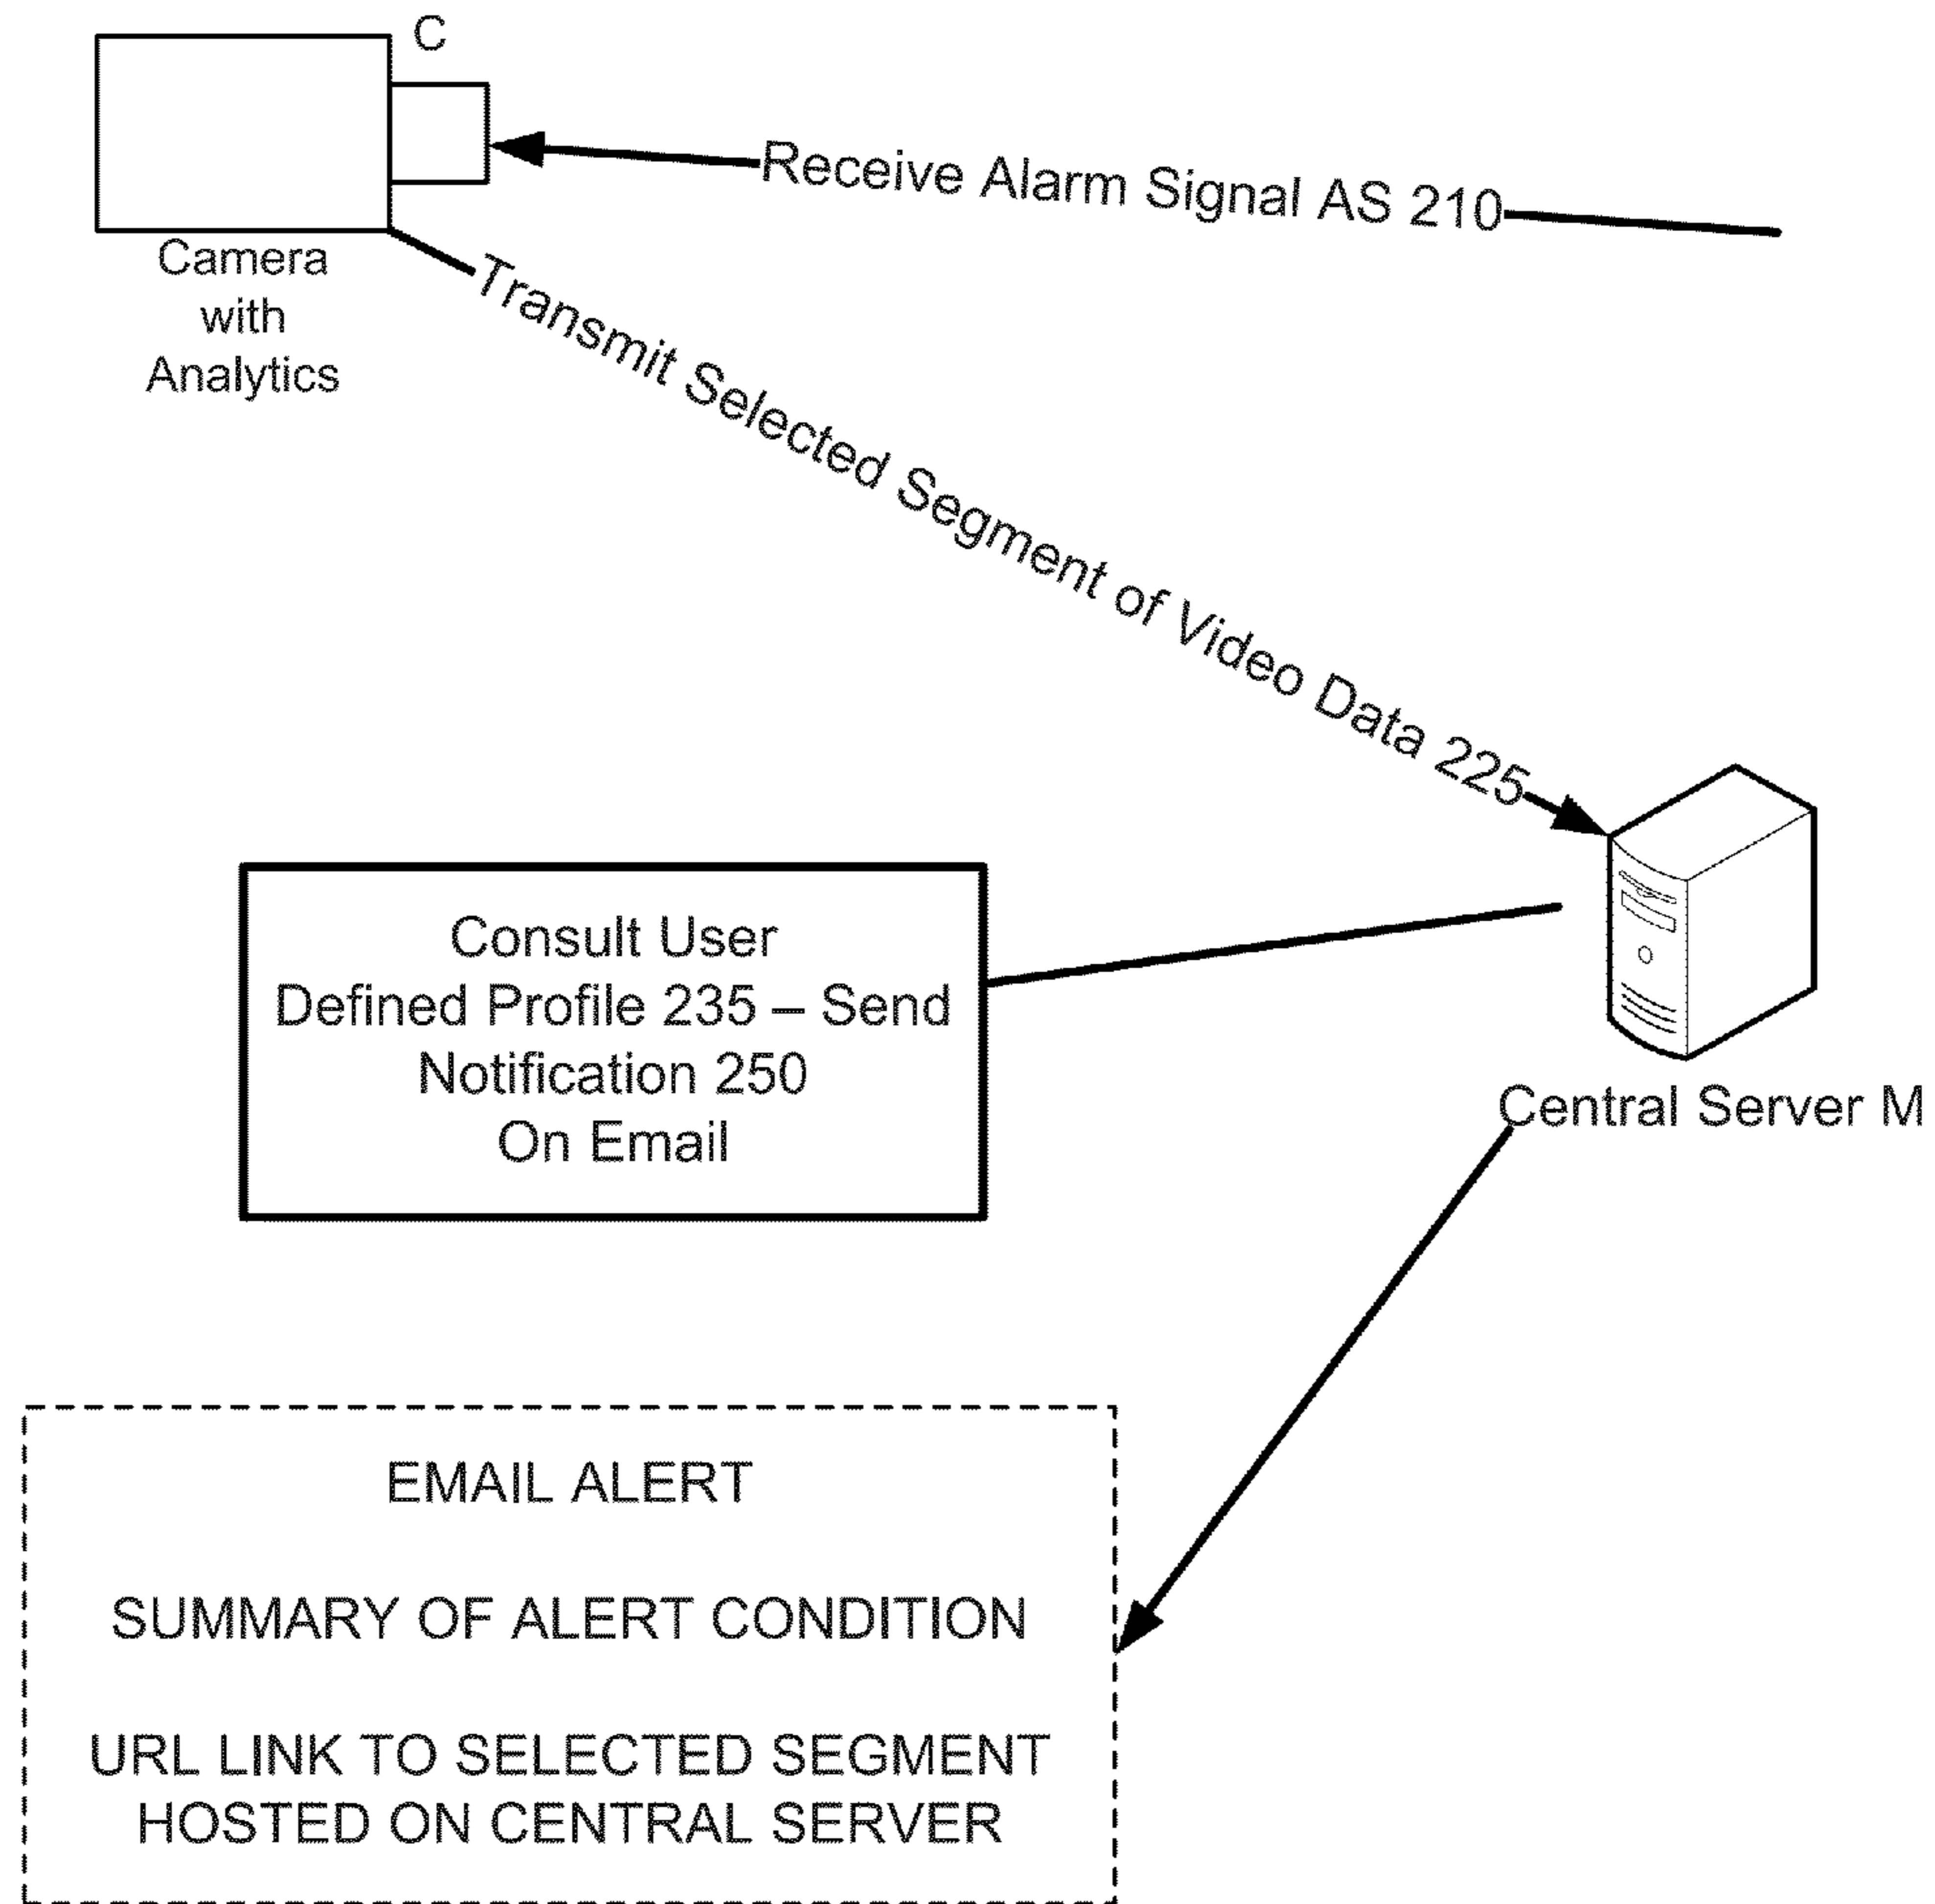 C
Receive Alarm Signal AS 210
Camera
with
Analytics
Transmit Selected Segment of Video Data 225
Consult User
Defined Profile 235 – Send
Notification 250
On Email
Central Server M
EMAIL ALERT
SUMMARY OF ALERT CONDITION
URL LINK TO SELECTED SEGMENT
HOSTED ON CENTRAL SERVER